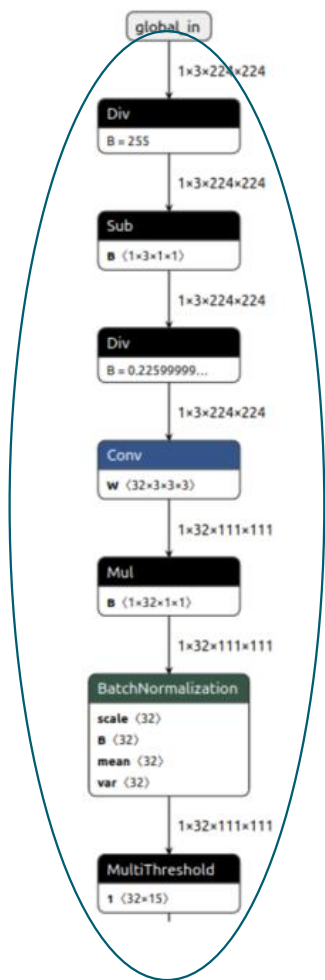 global_in
1×3×224×224
Div
B = 255
1×3×224×224
Sub
B ⟨1×3×1×1⟩
1×3×224×224
Div
B = 0.22599999…
1×3×224×224
Conv
W ⟨32×3×3×3⟩
1×32×111×111
Mul
B ⟨1×32×1×1⟩
1×32×111×111
BatchNormalization
scale ⟨32⟩
B ⟨32⟩
mean ⟨32⟩
var ⟨32⟩
1×32×111×111
MultiThreshold
1 ⟨32×15⟩